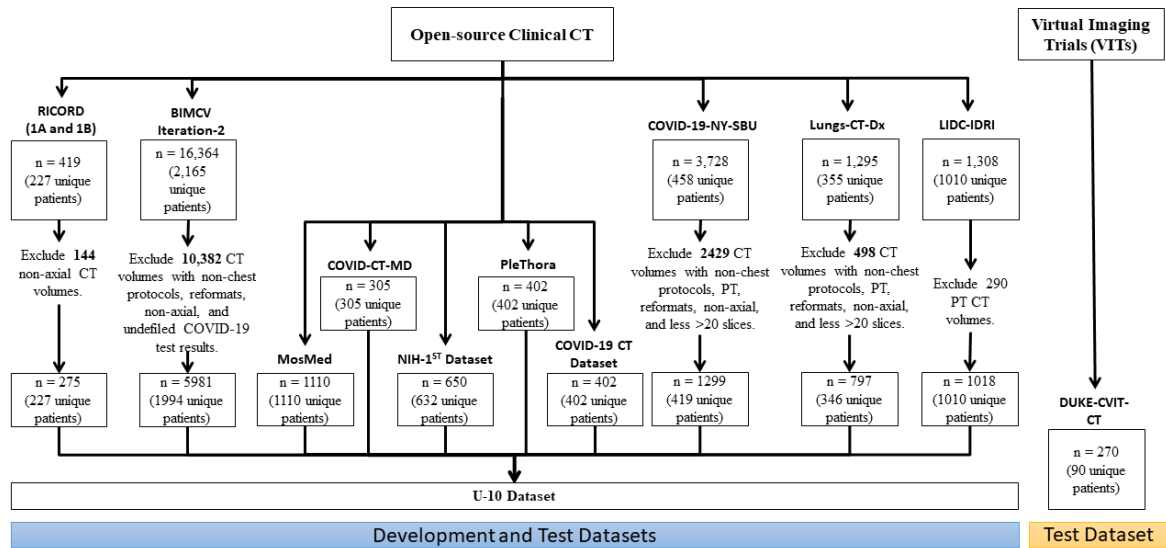 Open-source Clinical CT
Virtual Imaging
Trials (VITs)
RICORD
(1A and 1B)
n = 419
(227 unique
patients)
Exclude 144
non-axial CT
volumes.
n = 275
(227 unique
patients)
BIMCV
Iteration-2
n = 16,364
(2,165
unique
patients)
Exclude 10,382 CT
volumes with non-chest
protocols, reformats,
non-axial, and
undefiled COVID-19
test results.
n = 5981
(1994 unique
patients)
MosMed
n = 1110
(1110 unique
patients)
COVID-CT-MD
n = 305
(305 unique
patients)
NIH-1ST Dataset
n = 650
(632 unique
patients)
PleThora
n = 402
(402 unique
patients)
COVID-19 CT
Dataset
n = 402
(402 unique
patients)
COVID-19-NY-SBU
n = 3,728
(458 unique
patients)
Exclude 2429 CT
volumes with non-chest
protocols, PT,
reformats, non-axial,
and less >20 slices.
n = 1299
(419 unique
patients)
Lungs-CT-Dx
n = 1,295
(355 unique
patients)
Exclude 498 CT
volumes with non-chest
protocols, PT,
reformats, non-axial,
and less >20 slices.
n = 797
(346 unique
patients)
LIDC-IDRI
n = 1,308
(1010 unique
patients)
Exclude 290
PT CT
volumes.
n = 1018
(1010 unique
patients)
DUKE-CVIT-
CT
n = 270
(90 unique
patients)
U-10 Dataset
Development and Test Datasets
Test Dataset